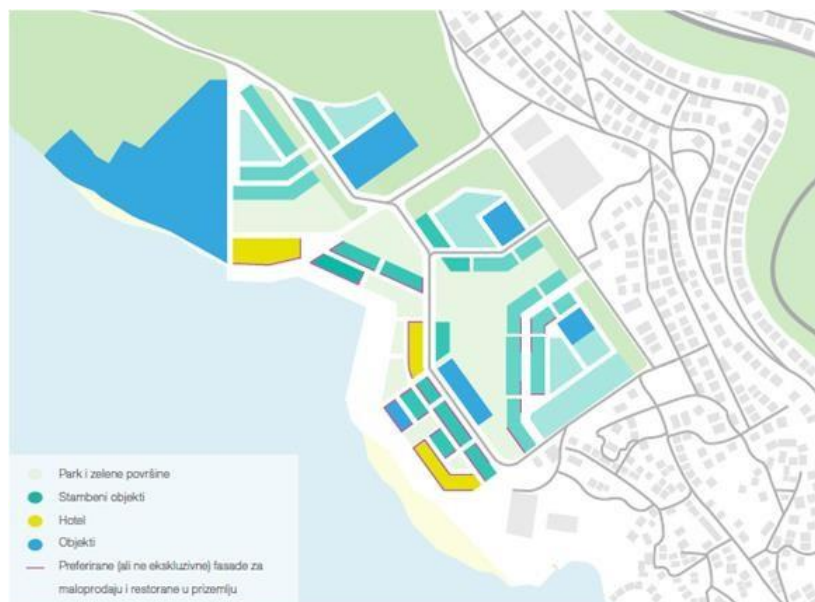 Park i zelene površine
Stambeni objekti
Hotel
Objekti
Preferirane (ali ne ekskluzivne) fasade za
maloprodaju i restorane u prizemlju